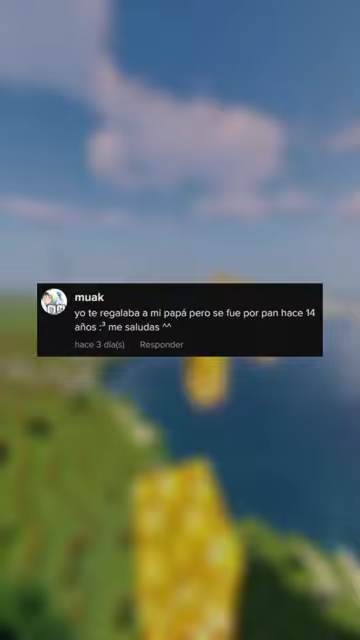 muak
yo te regalaba a mi papá pero se fue por pan hace 14
años :³ me saludas ^^
hace 3 día(s) Responder